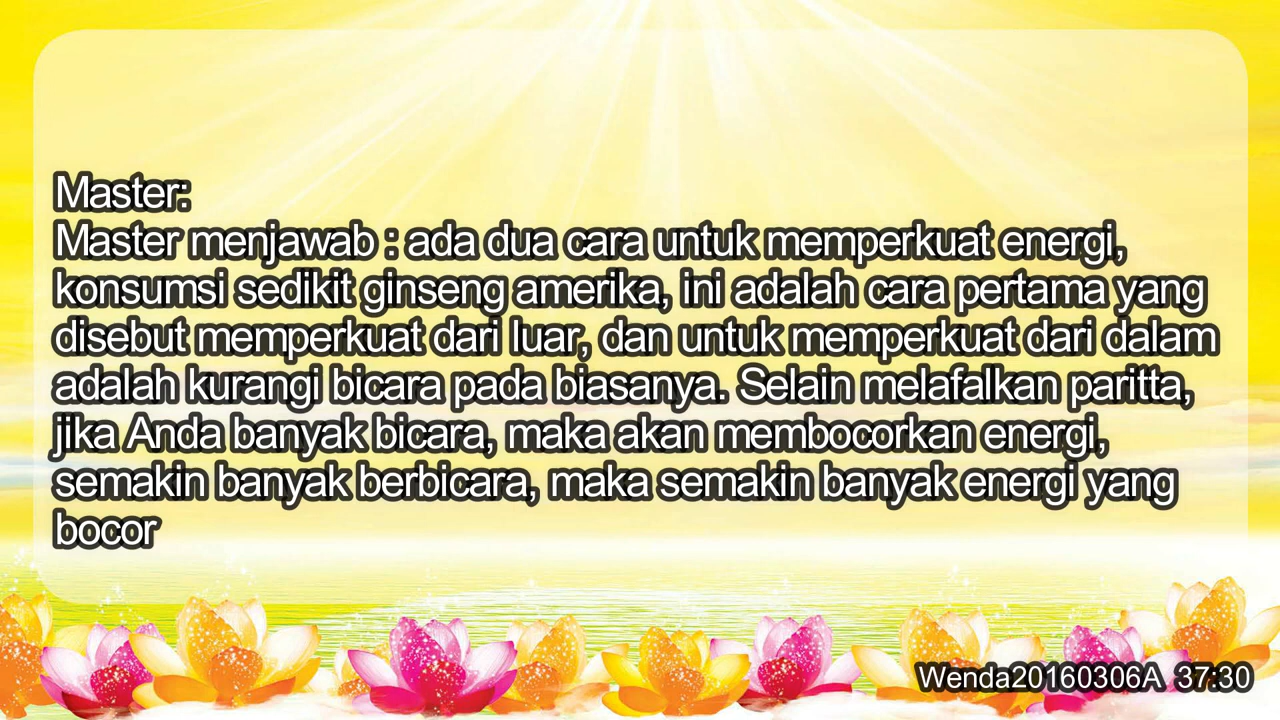 Master:
Master menjawab : ada dua cara untuk memperkuat energi,
konsumsi sedikit ginseng amerika, ini adalah cara pertama yang
disebut memperkuat dari luar, dan untuk memperkuat dari dalam
adalah kurangi bicara pada biasanya. Selain melafalkan paritta,
jika Anda banyak bicara, maka akan membocorkan energi,
semakin banyak berbicara, maka semakin banyak energi yang
bocor
Wenda20160306A 37:30